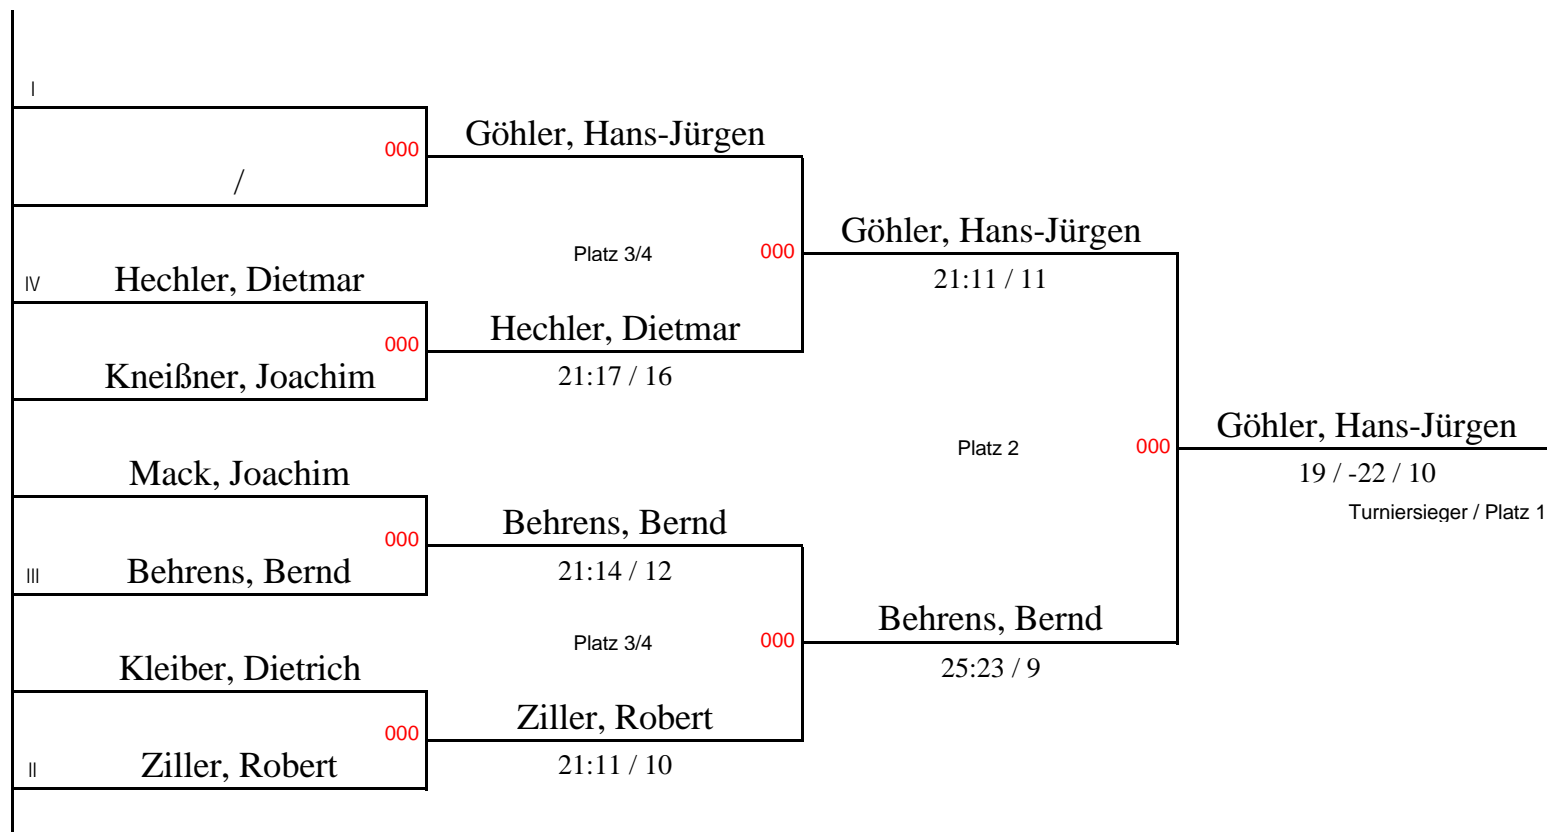 I
000
Göhler, Hans-Jürgen
/
Göhler, Hans-Jürgen
Platz 3/4
000
21:11 / 11
IV
Hechler, Dietmar
Hechler, Dietmar
000
Kneißner, Joachim
21:17 / 16
Göhler, Hans-Jürgen
Platz 2
000
19 / -22 / 10
Turniersieger / Platz 1
Mack, Joachim
Behrens, Bernd
000
III
Behrens, Bernd
21:14 / 12
Behrens, Bernd
Platz 3/4
000
25:23 / 9
Kleiber, Dietrich
Ziller, Robert
000
II
Ziller, Robert
21:11 / 10